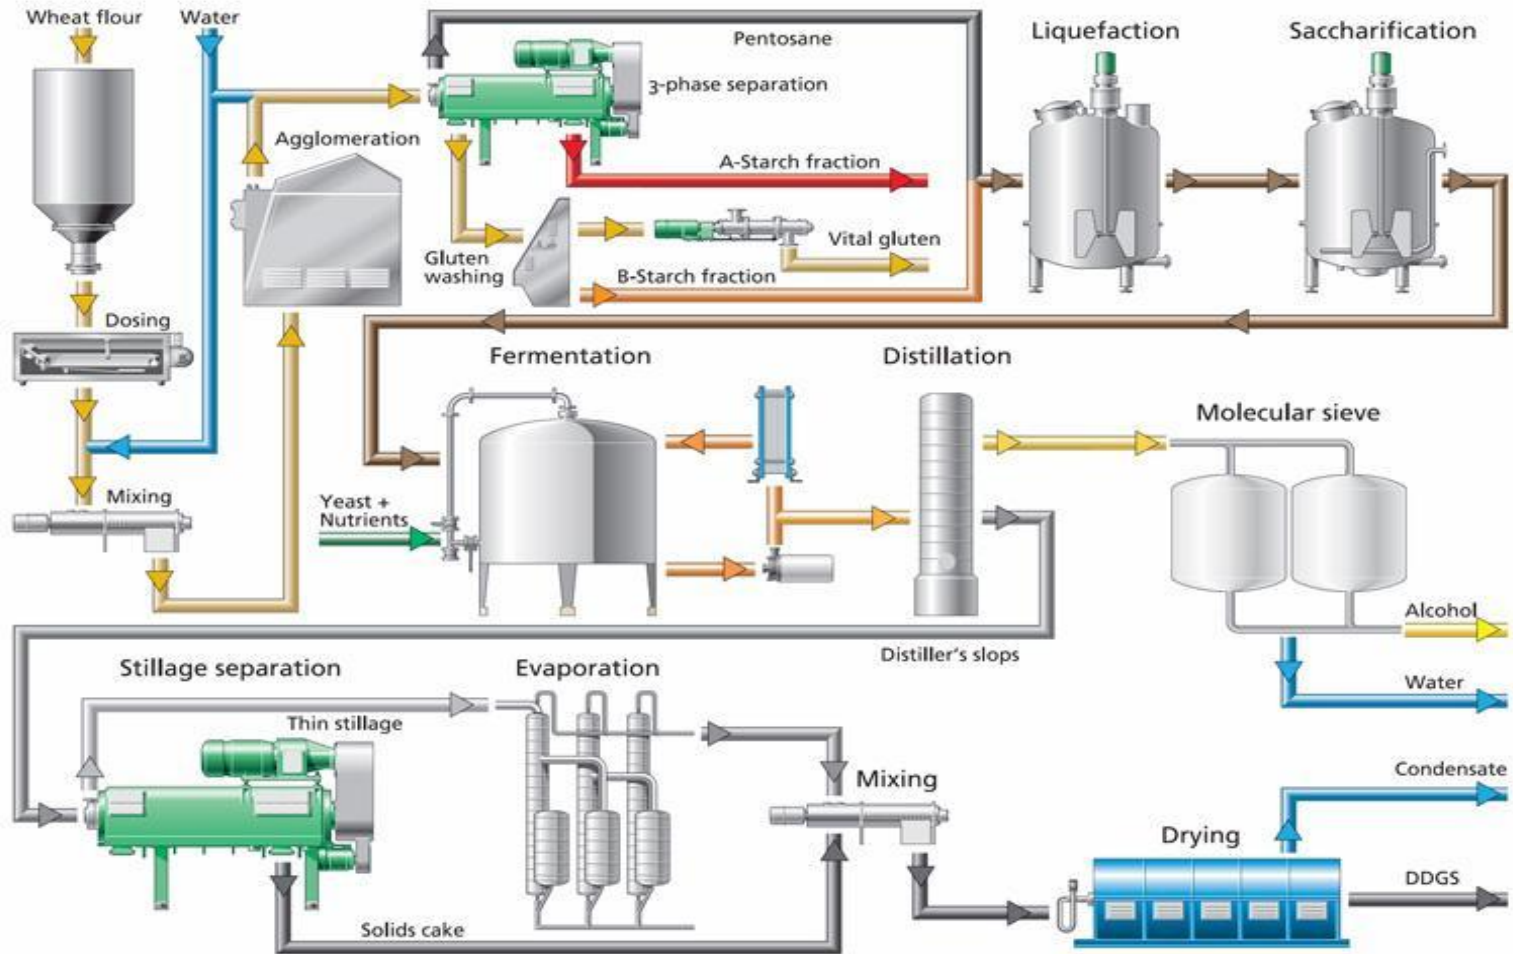 Wheat flour
Water
Pentosane
Liquefaction
Saccharification
3-phase separation
Agglomeration
A-Starch fraction
Gluten
washing
Vital gluten
B-Starch fraction
Dosing
Fermentation
Distillation
Molecular sieve
Mixing
Yeast +
Nutrients
Alcohol
Distiller's slops
Water
Stillage separation
Evaporation
Thin stillage
Mixing
Condensate
Drying
DDGS
Solids cake